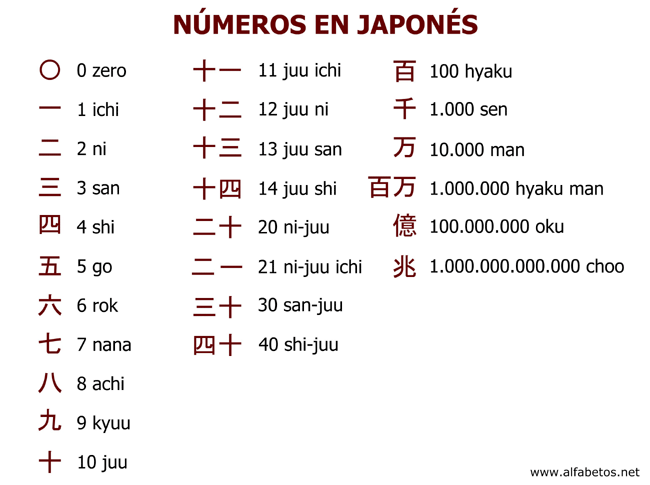 NÚMEROS EN JAPONÉS
〇 0 zero
一 1 ichi
二 2 ni
三 3 san
四 4 shi
五 5 go
六 6 rok
七 7 nana
八 8 achi
九 9 kyuu
十 10 juu
十一 11 juu ichi
十二 12 juu ni
十三 13 juu san
十四 14 juu shi
二十 20 ni-juu
二一 21 ni-juu ichi
三十 30 san-juu
四十 40 shi-juu
百 100 hyaku
千 1.000 sen
万 10.000 man
百万 1.000.000 hyaku man
億 100.000.000 oku
兆 1.000.000.000.000 choo
www.alfabetos.net